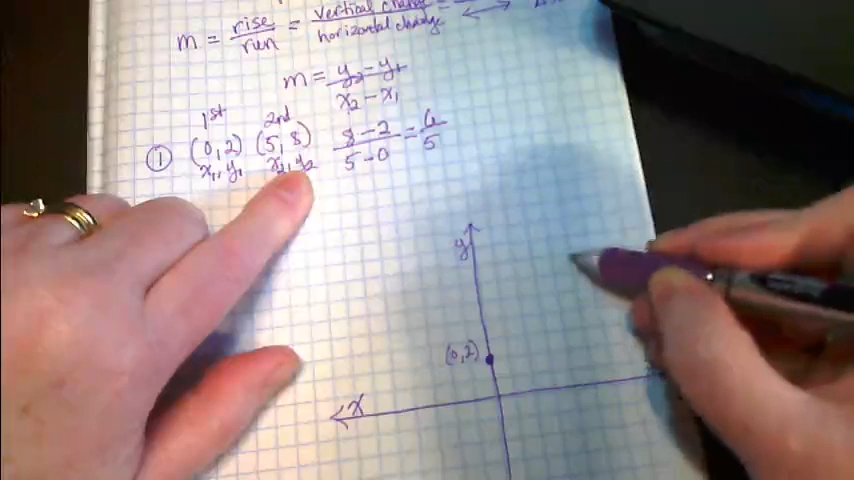 m = rise/run = vertical change/horizontal change
m = y₂-y₁/x₂-x₁
1st 2nd
① (0,2) (5,8) 8-2/5-0 = 6/5
x₁,y₁ x₂,y₂
y
(0,2)
x